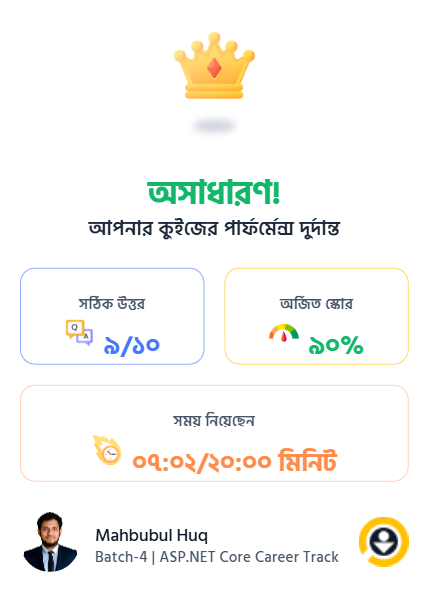 অসাধারণ!
আপনার কুইজের পার্ফর্মেন্স দুর্দান্ত
সঠিক উত্তর
Q
A
৯/১০
অর্জিত স্কোর
৯০%
সময় নিয়েছেন
০৭:০২/২০:০০ মিনিট
Mahbubul Huq
Batch-4 | ASP.NET Core Career Track